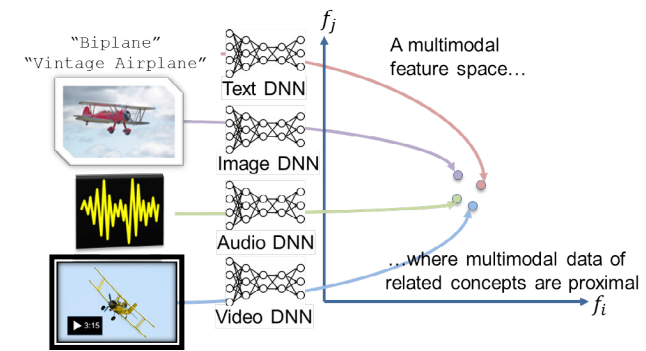 "Biplane"
"Vintage Airplane"
Text DNN
Image DNN
Audio DNN
Video DNN
3:15
f_j
A multimodal
feature space…
…where multimodal data of
related concepts are proximal
f_i